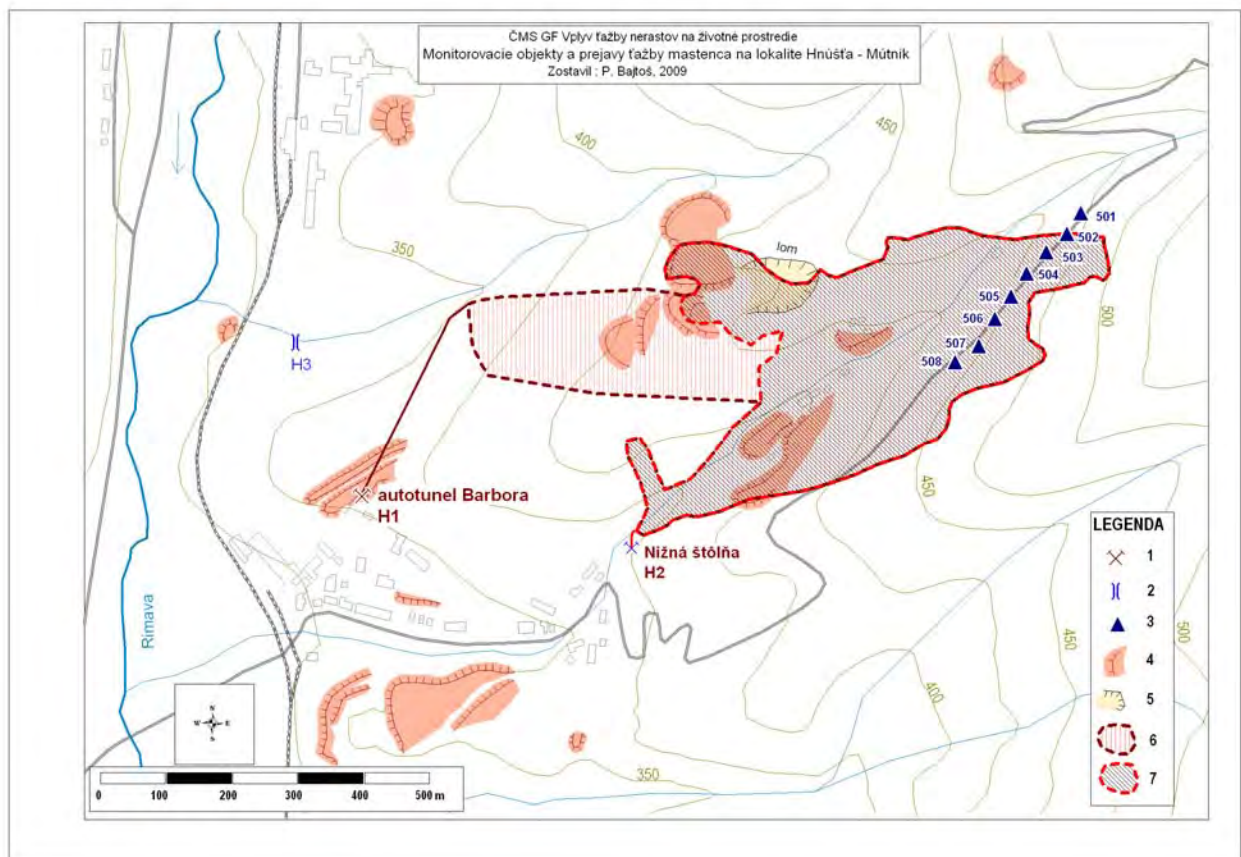 ČMS GF Vplyv ťažby nerastov na životné prostredie
Monitorovacie objekty a prejavy ťažby mastenca na lokalite Hnúšťa - Mútnik
Zostavil : P. Bajtoš, 2009
450
400
350
lom
501
502
503
504
505
506
507
508
500
H3
autotunel Barbora
H1
Nižná štôlňa
H2
450
Rimava
450
500
400
350
LEGENDA
1
2
3
4
5
6
7
N
W E
S
0 100 200 300 400 500 m